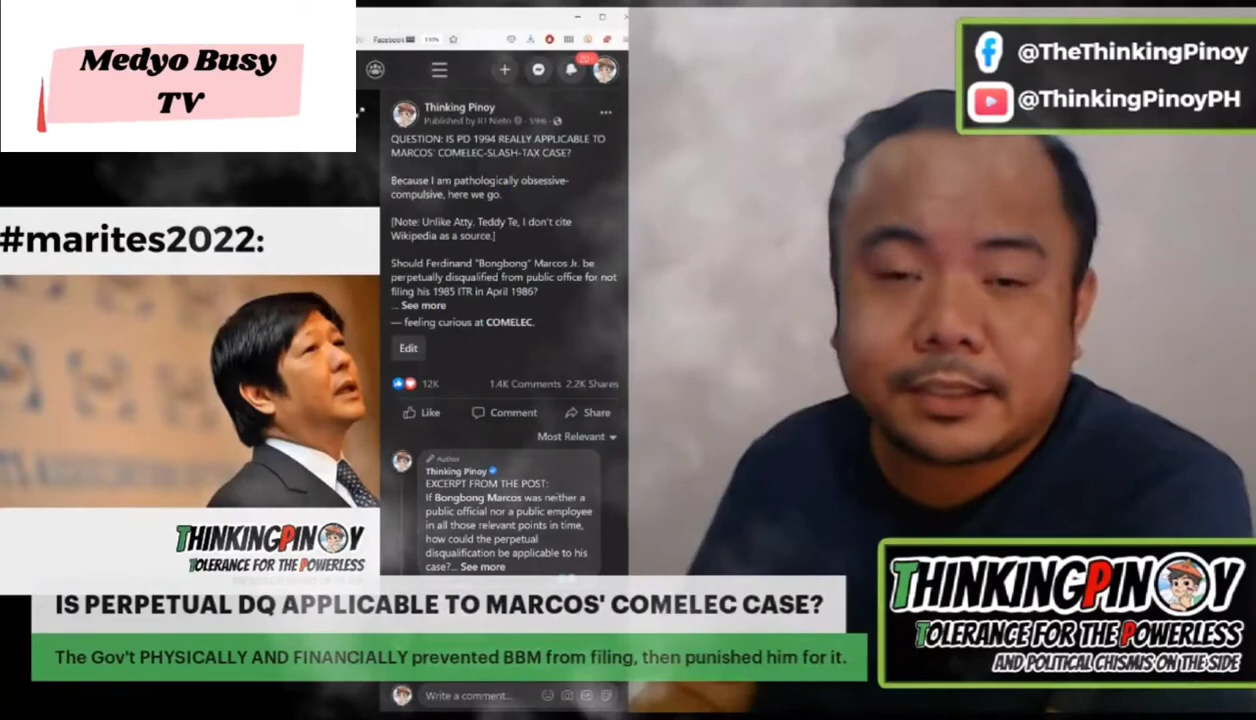 Medyo Busy
TV
#marites2022:
THINKINGPINOY
TOLERANCE FOR THE POWERLESS
Facebook
Thinking Pinoy
Published by RJ Nieto
QUESTION: IS PD 1994 REALLY APPLICABLE TO
MARCOS' COMELEC-SLASH-TAX CASE?
Because I am pathologically obsessive-
compulsive, here we go.
[Note: Unlike Atty. Teddy Te, I don't cite
Wikipedia as a source.]
Should Ferdinand "Bongbong" Marcos Jr. be
perpetually disqualified from public office for not
filing his 1985 ITR in April 1986?
... See more
— feeling curious at COMELEC.
Edit
12K 1.4K Comments 2.2K Shares
Like Comment Share
Most Relevant
Author
Thinking Pinoy
EXCERPT FROM THE POST:
If Bongbong Marcos was neither a
public official nor a public employee
in all those relevant points in time,
how could the perpetual
disqualification be applicable to his
case?... See more
Write a comment...
@TheThinkingPinoy
@ThinkingPinoyPH
IS PERPETUAL DQ APPLICABLE TO MARCOS' COMELEC CASE?
The Gov't PHYSICALLY AND FINANCIALLY prevented BBM from filing, then punished him for it.
THINKINGPINOY
TOLERANCE FOR THE POWERLESS
AND POLITICAL CHISMIS ON THE SIDE